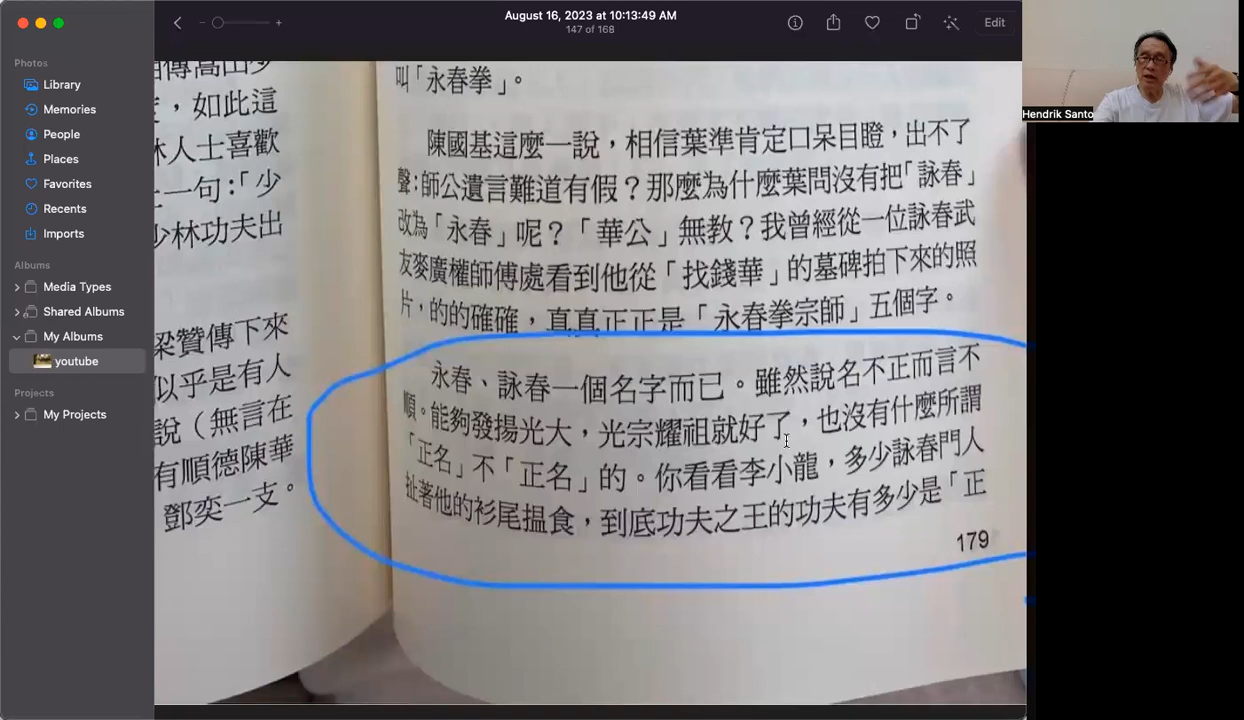 August 16, 2023 at 10:13:49 AM
147 of 168
Edit
Photos
Library
Memories
People
Places
Favorites
Recents
Imports
Albums
Media Types
Shared Albums
My Albums
youtube
Projects
My Projects
Hendrik Santo
，如此這
林人士喜歡
一句：「少
少林功夫出
梁贊傳下來
似乎是有人
說（無言在
有順德陳華
鄧奕一支。
叫「永春拳」。
陳國基這麼一說，相信葉準肯定口呆目瞪，出不了
聲：師公遺言難道有假？那麼為什麼葉問沒有把「詠春」
改為「永春」呢？「華公」無教？我曾經從一位詠春武
友麥廣權師傅處看到他從「找錢華」的墓碑拍下來的照
片，的的確確，真真正正是「永春拳宗師」五個字。
永春、詠春一個名字而已。雖然說名不正而言不
順。能夠發揚光大，光宗耀祖就好了，也沒有什麼所謂
「正名」不「正名」的。你看看李小龍，多少詠春門人
扯著他的衫尾搵食，到底功夫之王的功夫有多少是「正
179